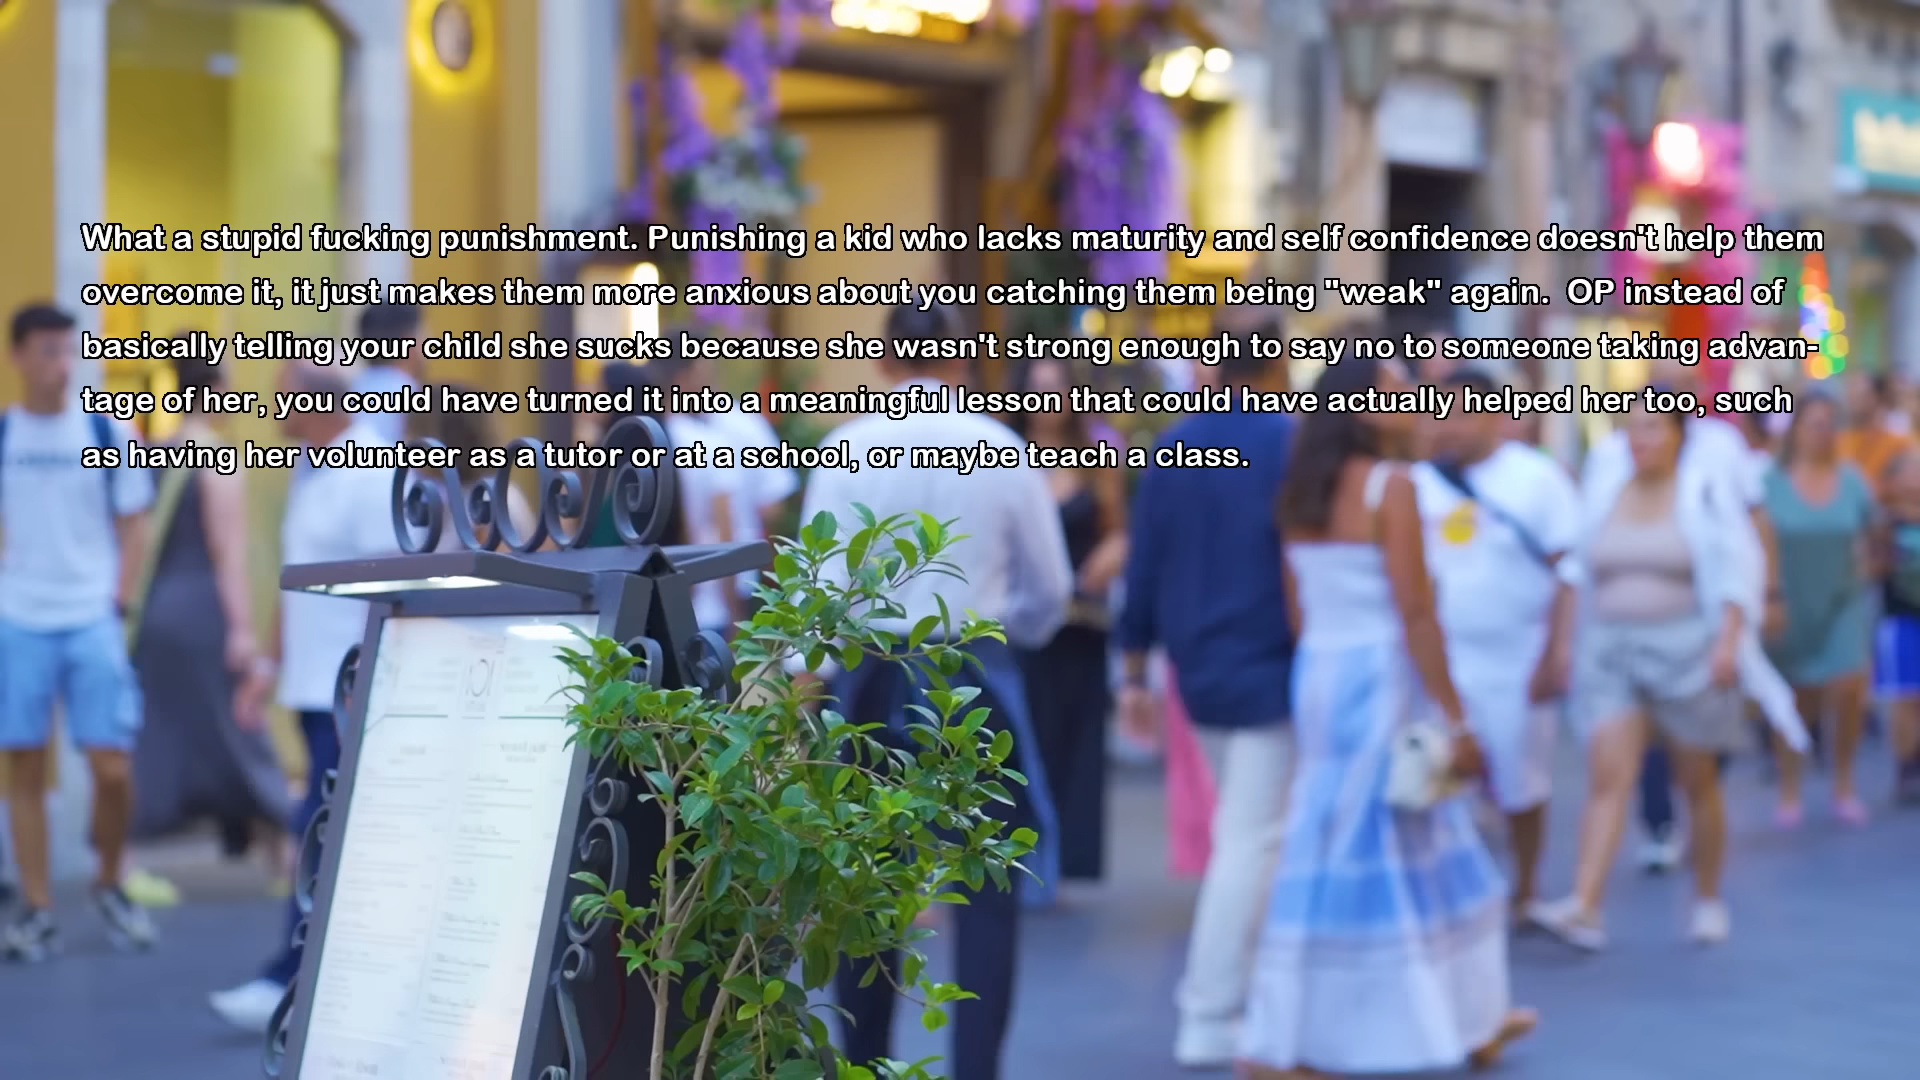 What a stupid fucking punishment. Punishing a kid who lacks maturity and self confidence doesn't help them
overcome it, it just makes them more anxious about you catching them being "weak" again.  OP instead of
basically telling your child she sucks because she wasn't strong enough to say no to someone taking advan-
tage of her, you could have turned it into a meaningful lesson that could have actually helped her too, such
as having her volunteer as a tutor or at a school, or maybe teach a class.